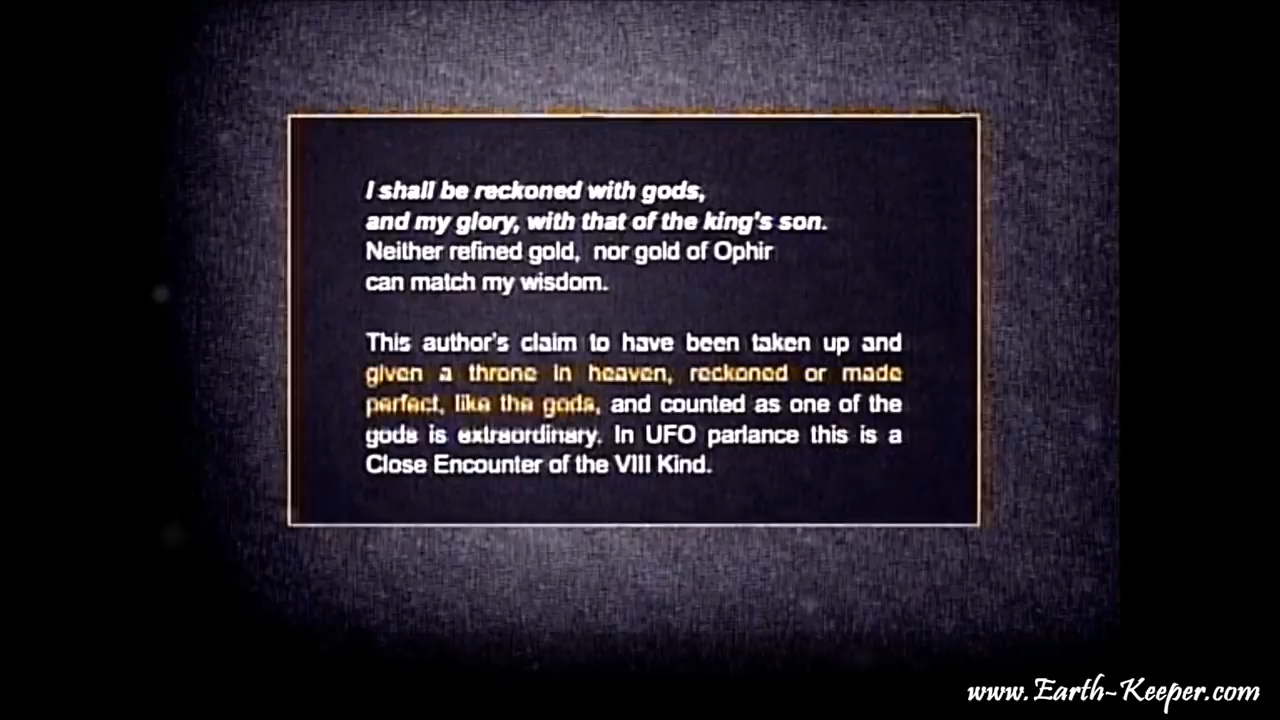 I shall be reckoned with gods,
and my glory, with that of the king's son.
Neither refined gold, nor gold of Ophir
can match my wisdom.
This author's claim to have been taken up and
given a throne in heaven, reckoned or made
perfect, like the gods, and counted as one of the
gods is extraordinary. In UFO parlance this is a
Close Encounter of the VIII Kind.
www.Earth-Keeper.com